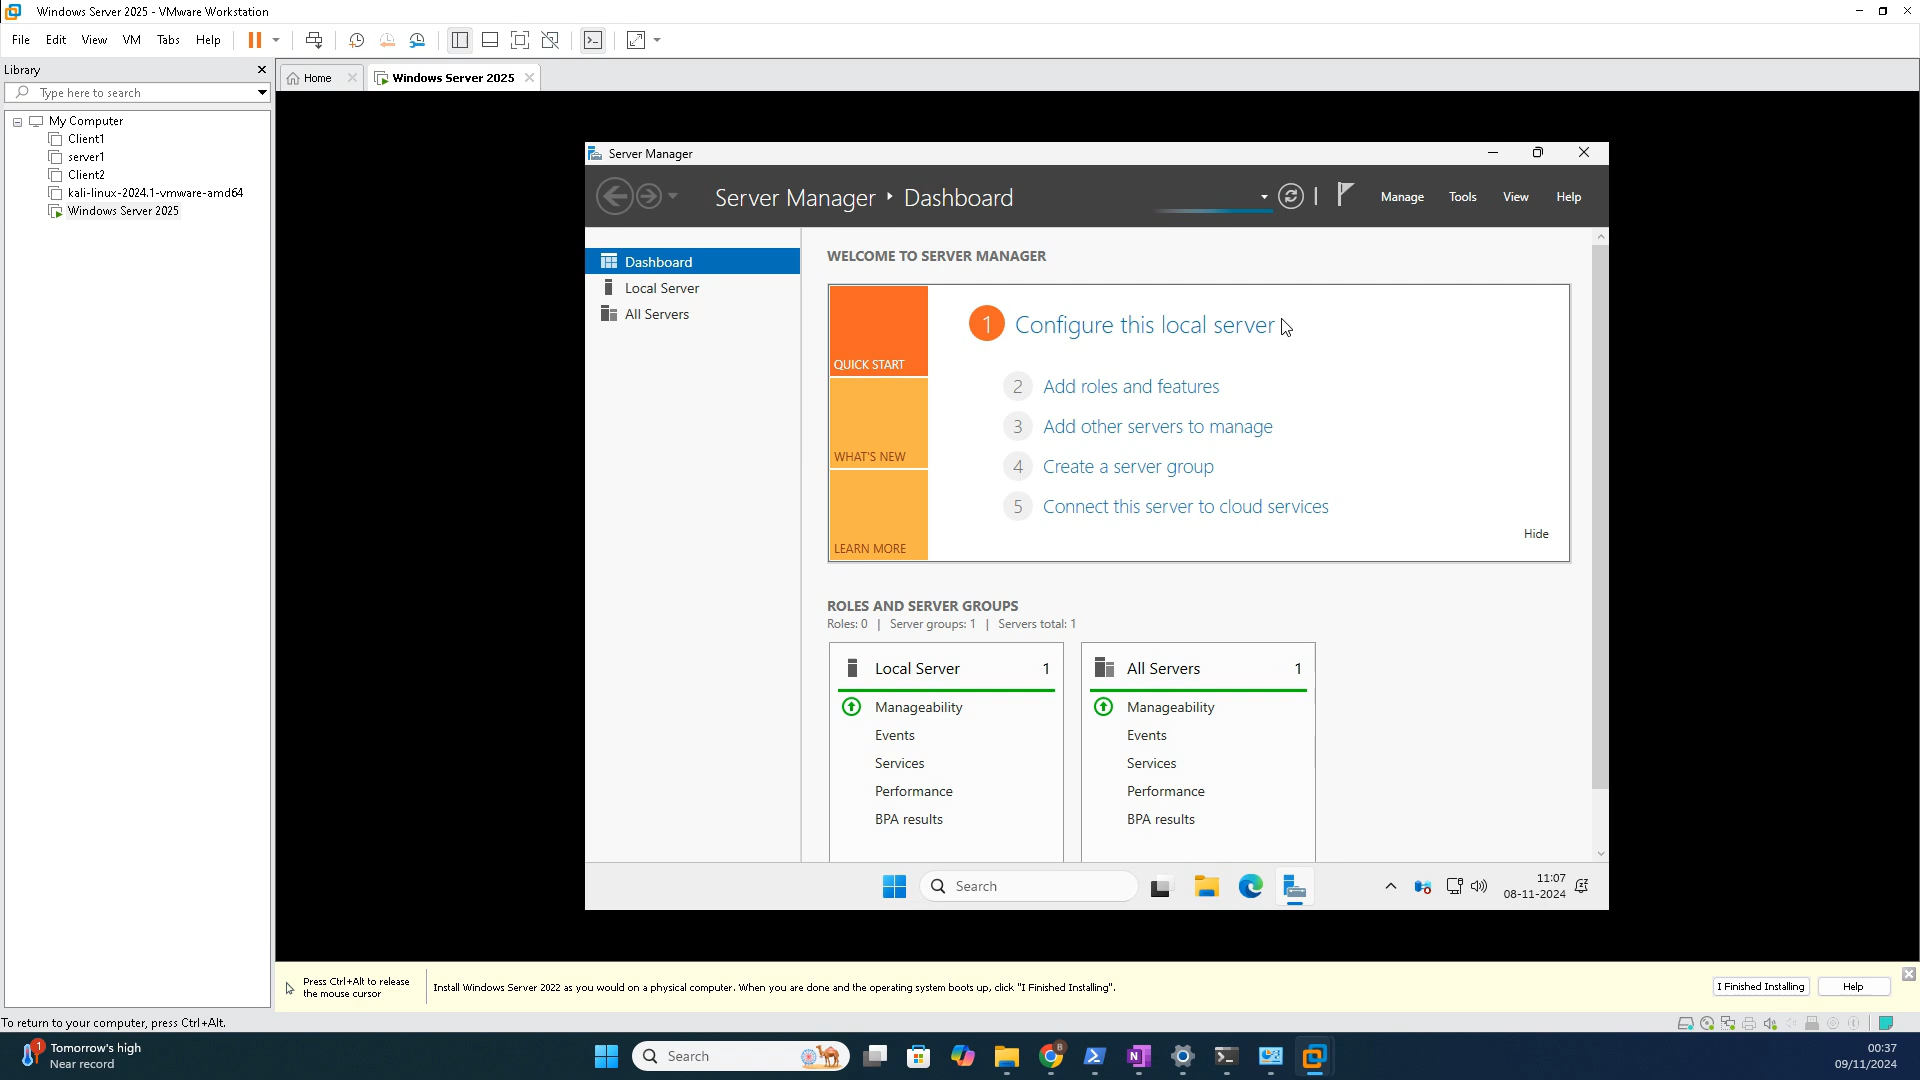 Windows Server 2025 - VMware Workstation
File Edit View VM Tabs Help
Library
Home
Windows Server 2025
Type here to search
My Computer
Client1
server1
Client2
kali-linux-2024.1-vmware-amd64
Windows Server 2025
Server Manager
Server Manager Dashboard
Manage Tools View Help
Dashboard
Local Server
All Servers
WELCOME TO SERVER MANAGER
QUICK START
WHAT'S NEW
LEARN MORE
1 Configure this local server
2 Add roles and features
3 Add other servers to manage
4 Create a server group
5 Connect this server to cloud services
Hide
ROLES AND SERVER GROUPS
Roles: 0 | Server groups: 1 | Servers total: 1
Local Server 1
Manageability
Events
Services
Performance
BPA results
All Servers 1
Manageability
Events
Services
Performance
BPA results
Search
11:07
08-11-2024
Press Ctrl+Alt to release
the mouse cursor
Install Windows Server 2022 as you would on a physical computer. When you are done and the operating system boots up, click "I Finished Installing".
I Finished Installing
Help
To return to your computer, press Ctrl+Alt.
1
Tomorrow's high
Near record
Search
B
N
00:37
09/11/2024